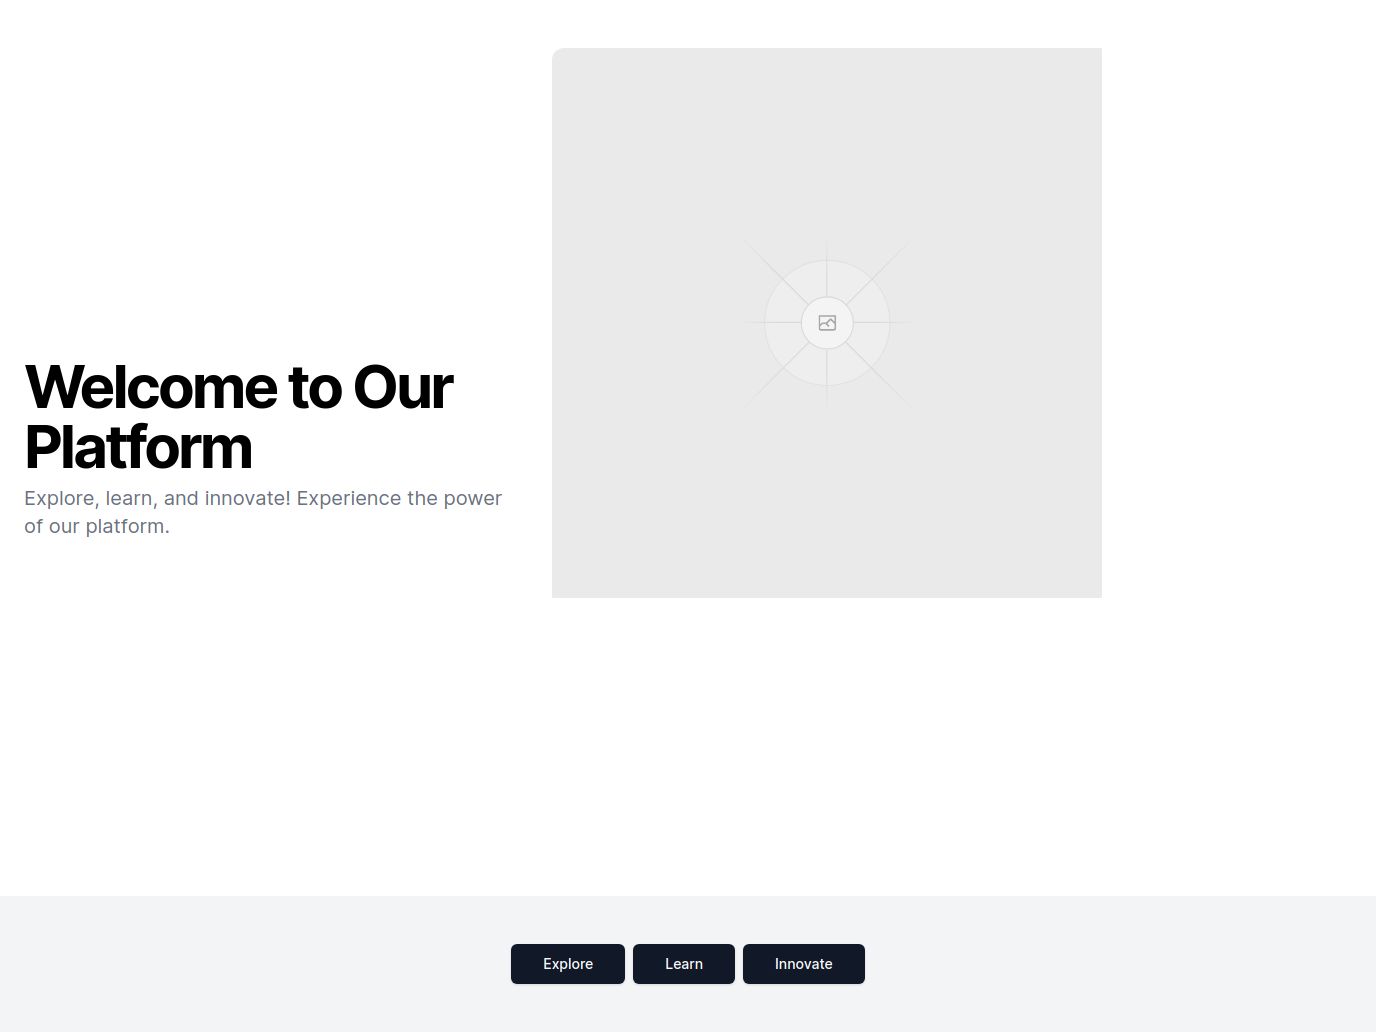 Welcome to Our
Platform
Explore, learn, and innovate! Experience the power
of our platform.
Explore
Learn
Innovate